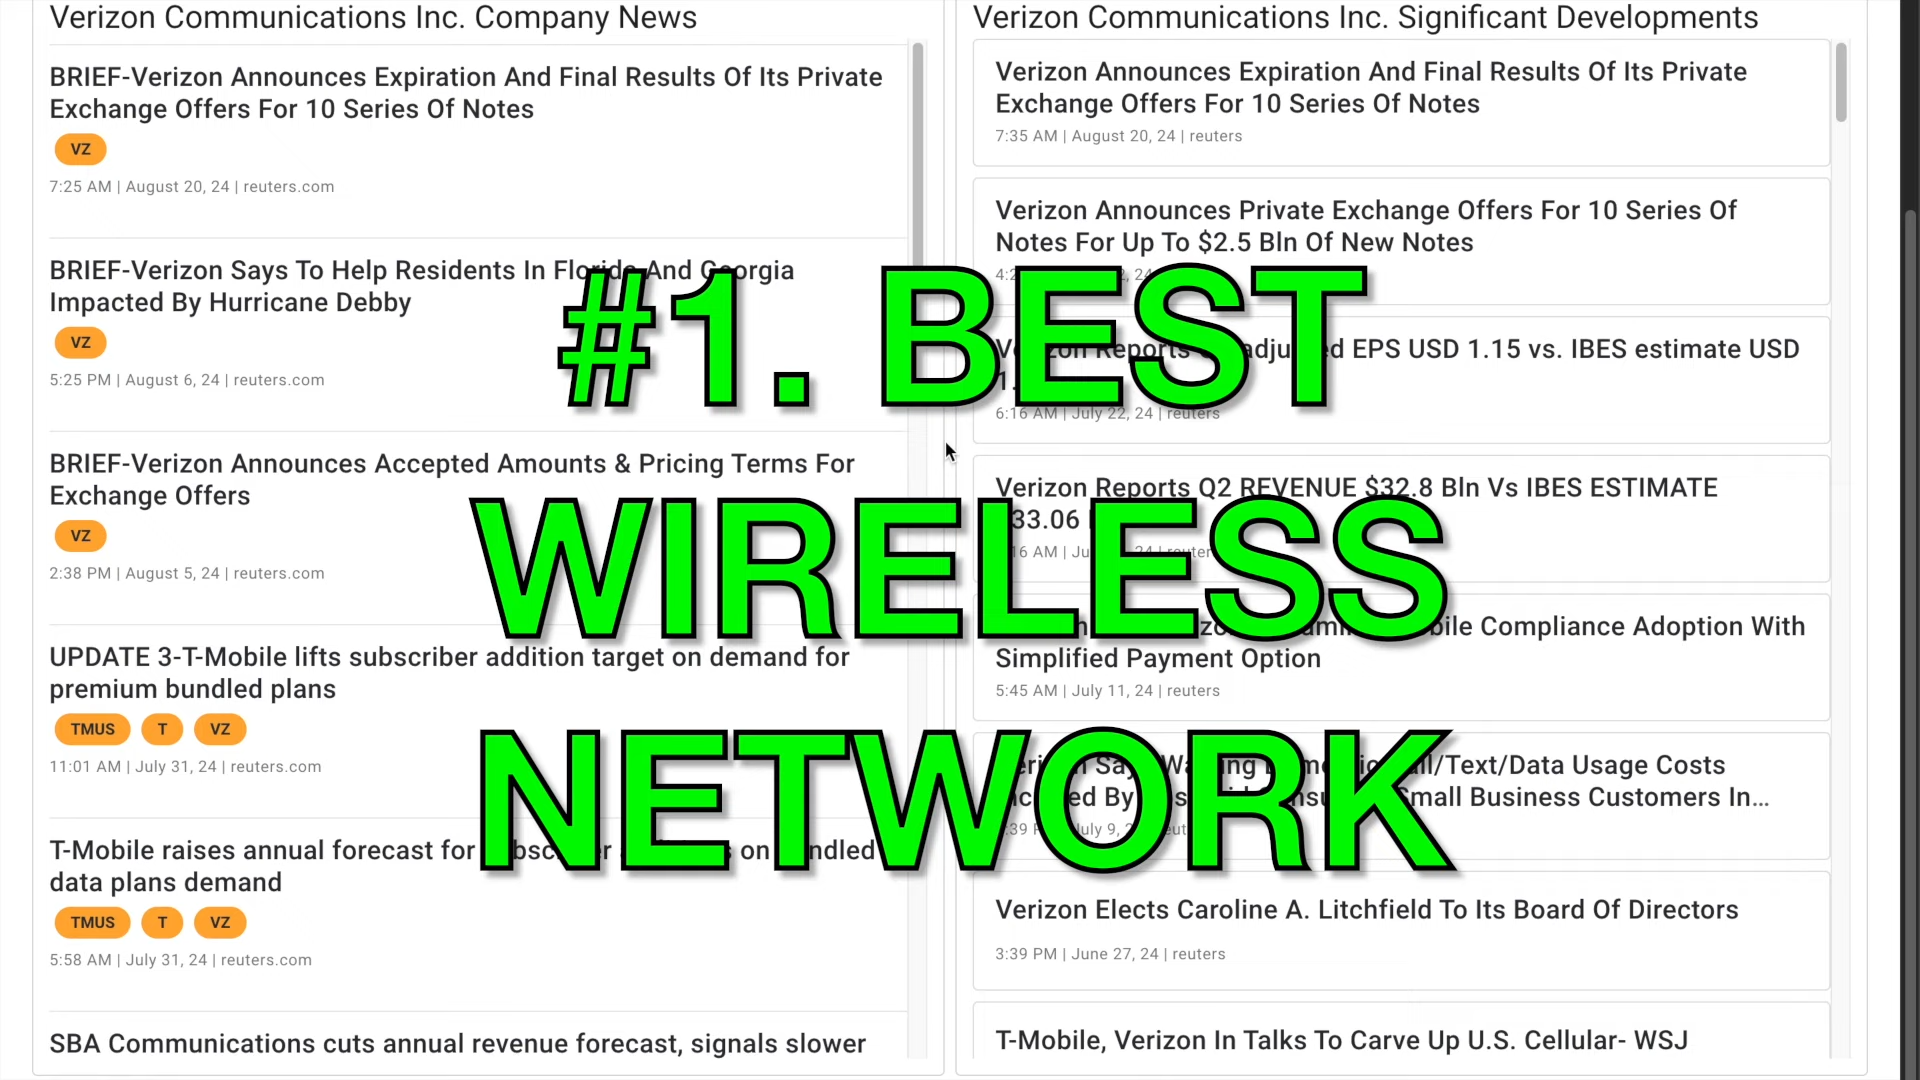 Verizon Communications Inc. Company News
BRIEF-Verizon Announces Expiration And Final Results Of Its Private
Exchange Offers For 10 Series Of Notes
VZ
7:25 AM | August 20, 24 | reuters.com
BRIEF-Verizon Says To Help Residents In Florida And Georgia
Impacted By Hurricane Debby
VZ
5:25 PM | August 6, 24 | reuters.com
BRIEF-Verizon Announces Accepted Amounts & Pricing Terms For
Exchange Offers
VZ
2:38 PM | August 5, 24 | reuters.com
UPDATE 3-T-Mobile lifts subscriber addition target on demand for
premium bundled plans
TMUS T VZ
11:01 AM | July 31, 24 | reuters.com
T-Mobile raises annual forecast for on
data plans demand
TMUS T VZ
5:58 AM | July 31, 24 | reuters.com
SBA Communications cuts annual revenue forecast, signals slower
Verizon Communications Inc. Significant Developments
Verizon Announces Expiration And Final Results Of Its Private
Exchange Offers For 10 Series Of Notes
7:35 AM | August 20, 24 | reuters
Verizon Announces Private Exchange Offers For 10 Series Of
Notes For Up To $2.5 Bln Of New Notes
Verizon Reports EPS USD 1.15 vs. IBES estimate USD
6:16 AM | July 22, 24 | reuters
Verizon Reports Q2 REVENUE $32.8 Bln Vs IBES ESTIMATE
33.06
Compliance Adoption With
Simplified Payment Option
5:45 AM | July 11, 24 | reuters
Usage Costs
By Small Business Customers In...
July 9,
Verizon Elects Caroline A. Litchfield To Its Board Of Directors
3:39 PM | June 27, 24 | reuters
T-Mobile, Verizon In Talks To Carve Up U.S. Cellular- WSJ
#1. BEST
WIRELESS
NETWORK